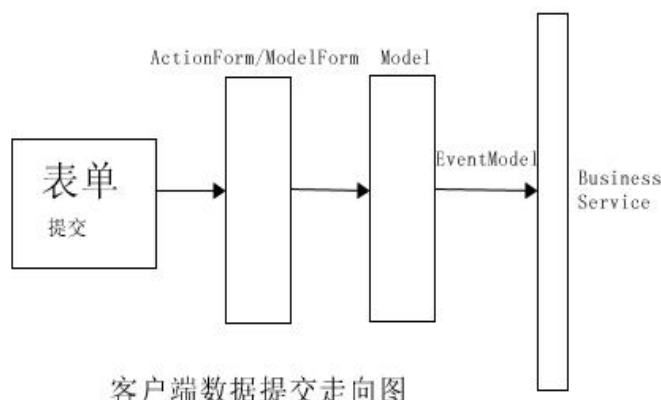 ActionForm/ModelForm
Model
表单
提交
EventModel
Business
Service
客户端数据提交走向图